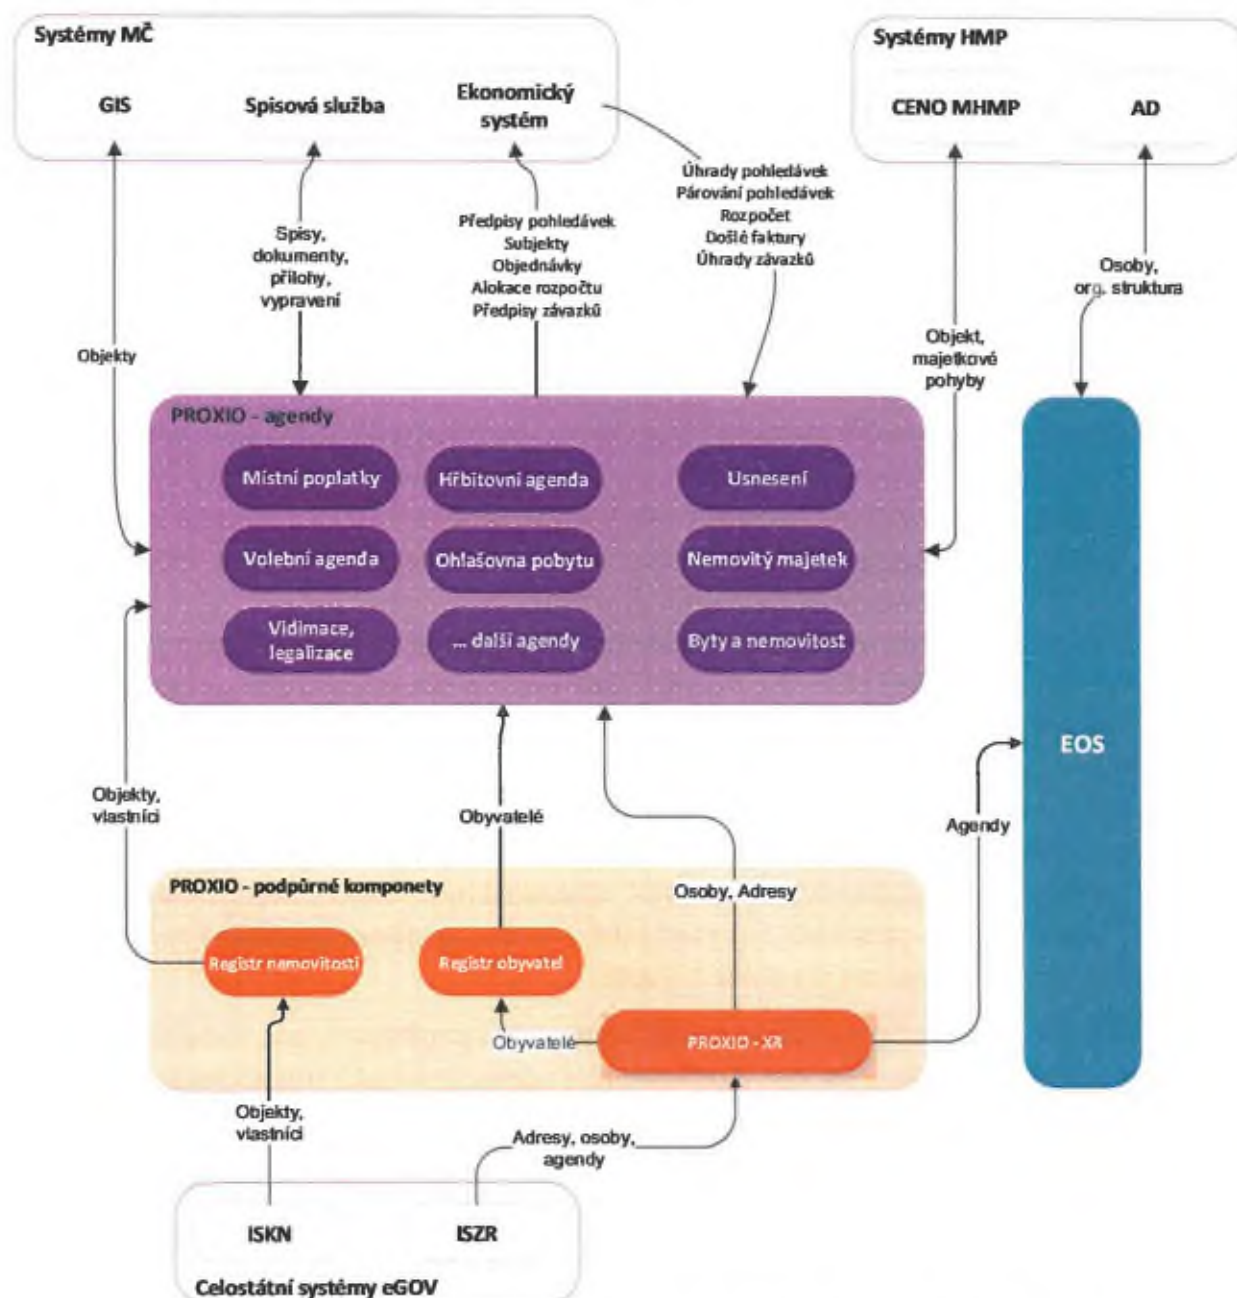 Systémy MČ
GIS
Spisová služba
Ekonomický
systém
Systémy HMP
CENO MHMP
AD
Úhrady pohledávek
Párování pohledávek
Rozpočet
Došlé faktury
Úhrady závazků
Předpisy pohledávek
Subjekty
Objednávky
Alokace rozpočtu
Předpisy závazků
Spisy,
dokumenty,
přílohy,
vypravení
Osoby,
org. struktura
Objekty
Objekt,
majetkové
pohyby
PROXIO - agendy
Místní poplatky
Hřbitovní agenda
Usnesení
Volební agenda
Ohlašovna pobytu
Nemovitý majetek
Vidimace,
legalizace
... další agendy
Byty a nemovitost
EOS
Objekty,
vlastníci
Obyvatelé
Agendy
Osoby, Adresy
PROXIO - podpůrné komponety
Registr nemovitostí
Registr obyvatel
Obyvatelé
PROXIO - XR
Objekty,
vlastníci
Adresy, osoby,
agendy
ISKN
ISZR
Celostátní systémy eGOV